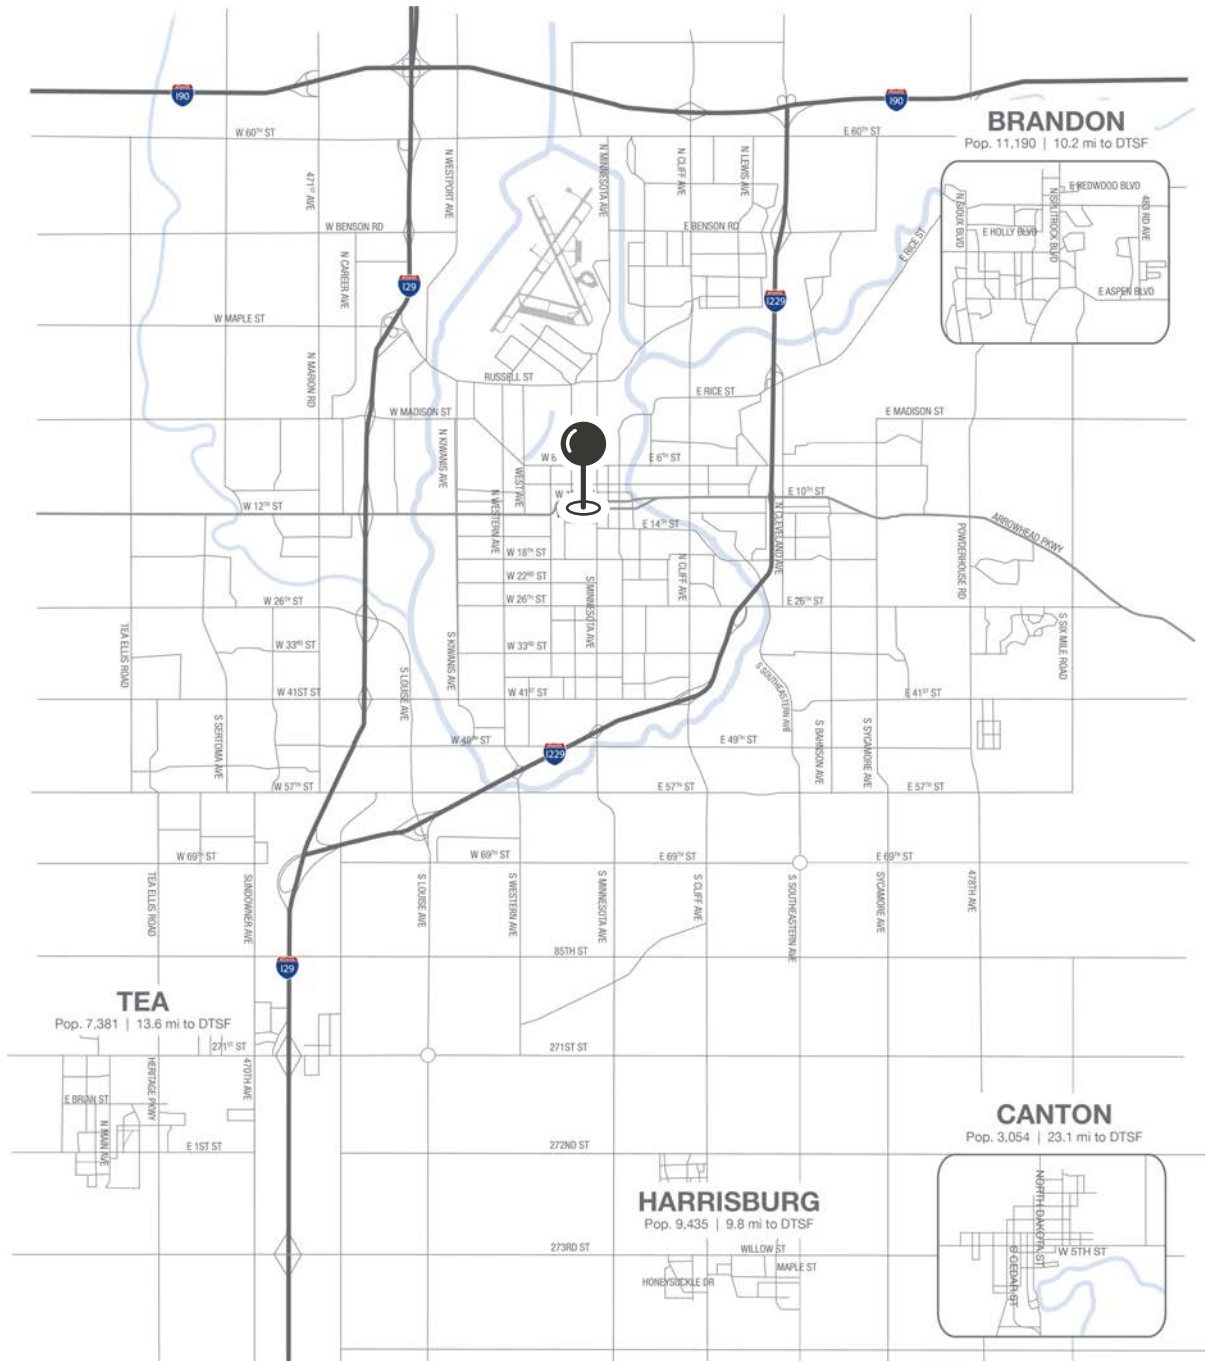 I90
I90
W 60TH ST
E 60TH ST
BRANDON
Pop. 11,190 | 10.2 mi to DTSF
E REDWOOD BLVD
N SIOUX BLVD
N SPLITROCK BLVD
483 RD AVE
E HOLLY BLVD
E ASPEN BLVD
471ST AVE
N WESTPORT AVE
N MINNESOTA AVE
N CLIFF AVE
N LEWIS AVE
W BENSON RD
E BENSON RD
E RICE ST
N CAREER AVE
I29
I229
W MAPLE ST
N MARION RD
RUSSELL ST
E RICE ST
W MADISON ST
E MADISON ST
N KIWANIS AVE
W 6
E 6TH ST
WEST AVE
N WESTERN AVE
W 12TH ST
W 1
E 10TH ST
N CLEVELAND AVE
E 14TH ST
ARROWHEAD PKWY
POWDERHOUSE RD
W 18TH ST
N CLIFF AVE
W 22ND ST
S MINNESOTA AVE
W 26TH ST
W 26TH ST
E 26TH ST
TEA ELLIS ROAD
S SIX MILE ROAD
W 33RD ST
S KIWANIS AVE
W 33RD ST
S LOUISE AVE
S SOUTHEASTERN AVE
W 41ST ST
W 41ST ST
E 41ST ST
S SERTOMA AVE
S BAHNSON AVE
S SYCAMORE AVE
W 49TH ST
E 49TH ST
I229
W 57TH ST
E 57TH ST
E 57TH ST
W 69TH ST
W 69TH ST
E 69TH ST
E 69TH ST
TEA ELLIS ROAD
SUNDOWNER AVE
S LOUISE AVE
S WESTERN AVE
S MINNESOTA AVE
S CLIFF AVE
S SOUTHEASTERN AVE
SYCAMORE AVE
478TH AVE
85TH ST
I29
TEA
Pop. 7,381 | 13.6 mi to DTSF
271ST ST
271ST ST
HERITAGE PKWY
470TH AVE
E BRIAN ST
N MAIN AVE
E 1ST ST
272ND ST
CANTON
Pop. 3,054 | 23.1 mi to DTSF
NORTH DAKOTA ST
W 5TH ST
S CEDAR ST
HARRISBURG
Pop. 9,435 | 9.8 mi to DTSF
273RD ST
WILLOW ST
MAPLE ST
HONEYSUCKLE DR